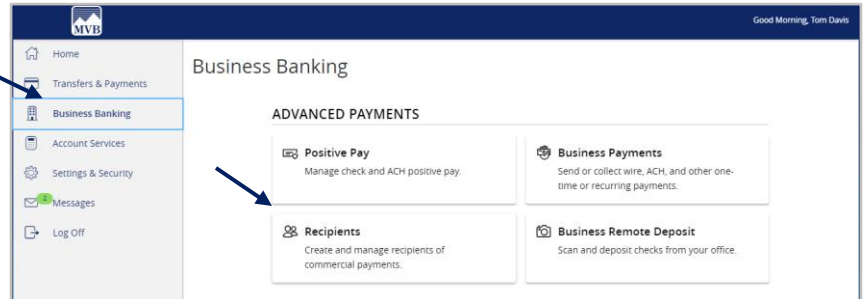 MVB
Good Morning, Tom Davis
Home
Transfers & Payments
Business Banking
Account Services
Settings & Security
2
Messages
Log Off
Business Banking
ADVANCED PAYMENTS
Positive Pay
Manage check and ACH positive pay.
Business Payments
Send or collect wire, ACH, and other one-
time or recurring payments.
Recipients
Create and manage recipients of
commercial payments.
Business Remote Deposit
Scan and deposit checks from your office.